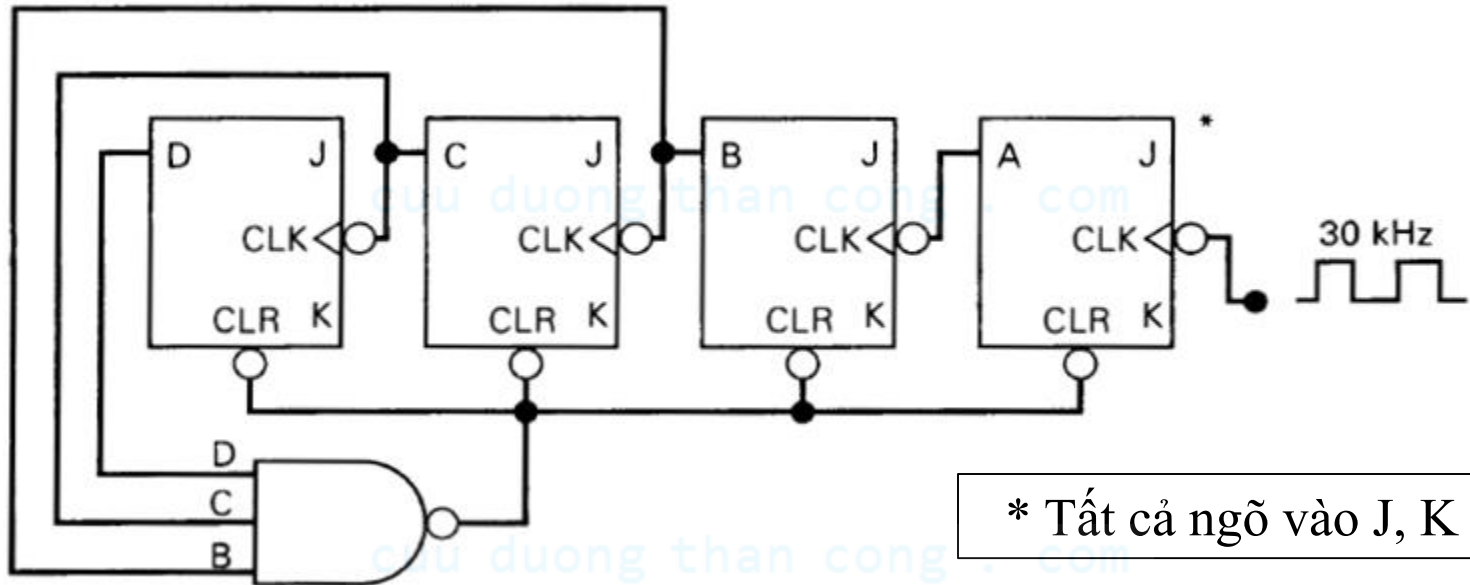 *
D J C J B J A J
cuu duong than cong . com
CLK CLK CLK CLK 30 kHz
CLR K CLR K CLR K CLR K
D
C
B
* Tất cả ngõ vào J, K
cuu duong than cong . com